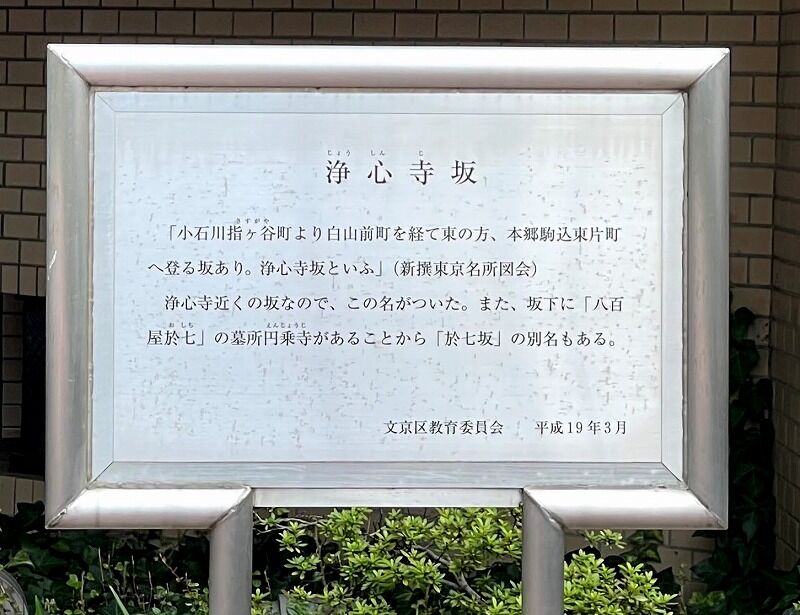 じょう しん じ
浄心寺坂
さすがや
「小石川指ヶ谷町より白山前町を経て東の方、本郷駒込東片町
へ登る坂あり。浄心寺坂といふ」(新撰東京名所図会)
浄心寺近くの坂なので、この名がついた。また、坂下に「八百
おしち えんじょうじ
屋於七」の墓所円乗寺があることから「於七坂」の別名もある。
文京区教育委員会 平成19年3月